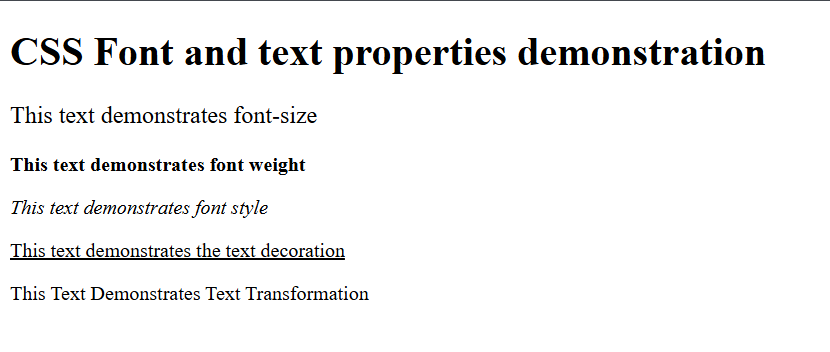 CSS Font and text properties demonstration
This text demonstrates font-size
This text demonstrates font weight
This text demonstrates font style
This text demonstrates the text decoration
This Text Demonstrates Text Transformation